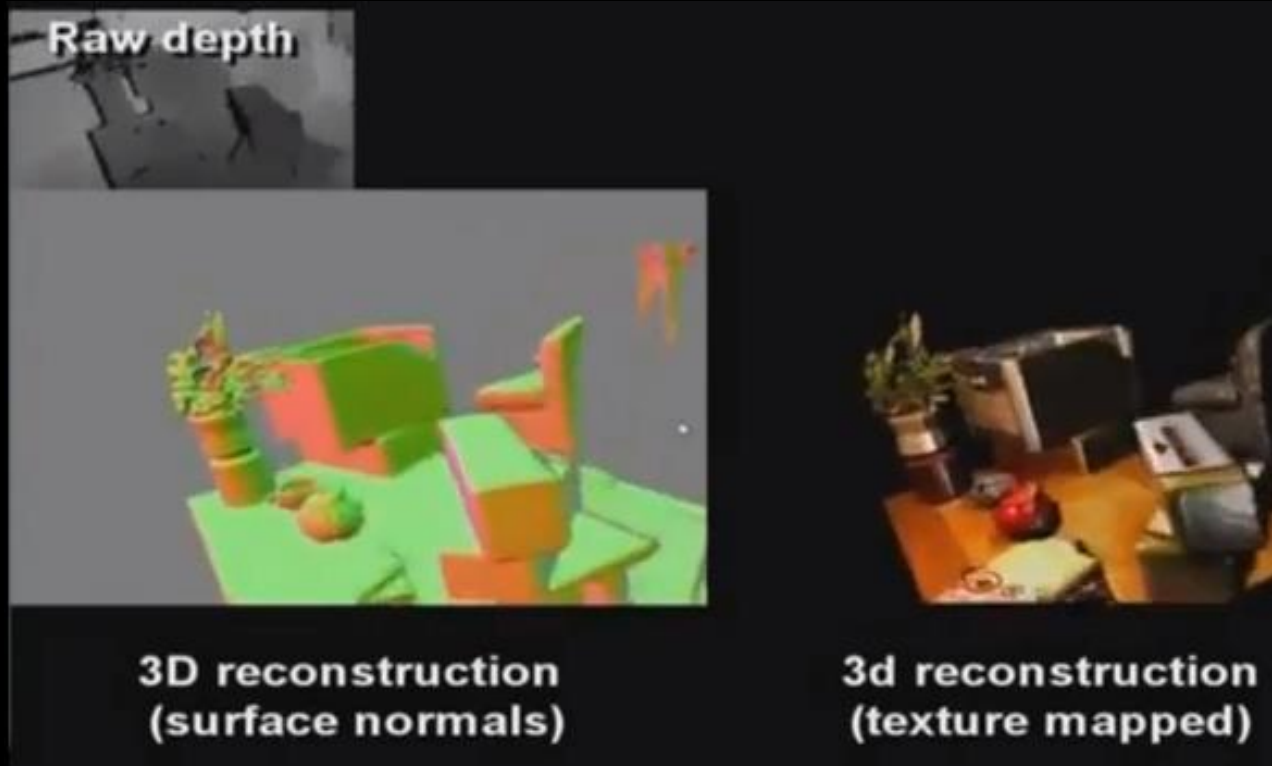 Raw depth
3D reconstruction
(surface normals)
3d reconstruction
(texture mapped)